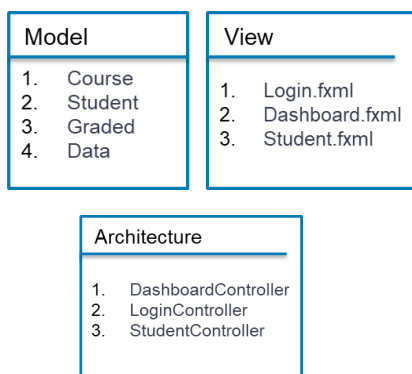 Model
1. Course
2. Student
3. Graded
4. Data
View
1. Login.fxml
2. Dashboard.fxml
3. Student.fxml
Architecture
1. DashboardController
2. LoginController
3. StudentController